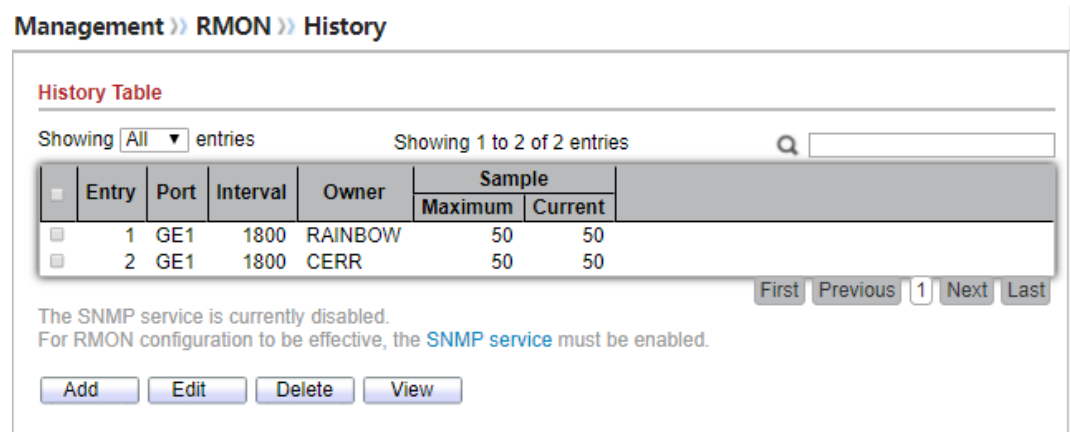 Management » RMON » History
History Table
Showing All ▼ entries Showing 1 to 2 of 2 entries
Entry Port Interval Owner Sample
Maximum Current
1 GE1 1800 RAINBOW 50 50
2 GE1 1800 CERR 50 50
First Previous 1 Next Last
The SNMP service is currently disabled.
For RMON configuration to be effective, the SNMP service must be enabled.
Add Edit Delete View